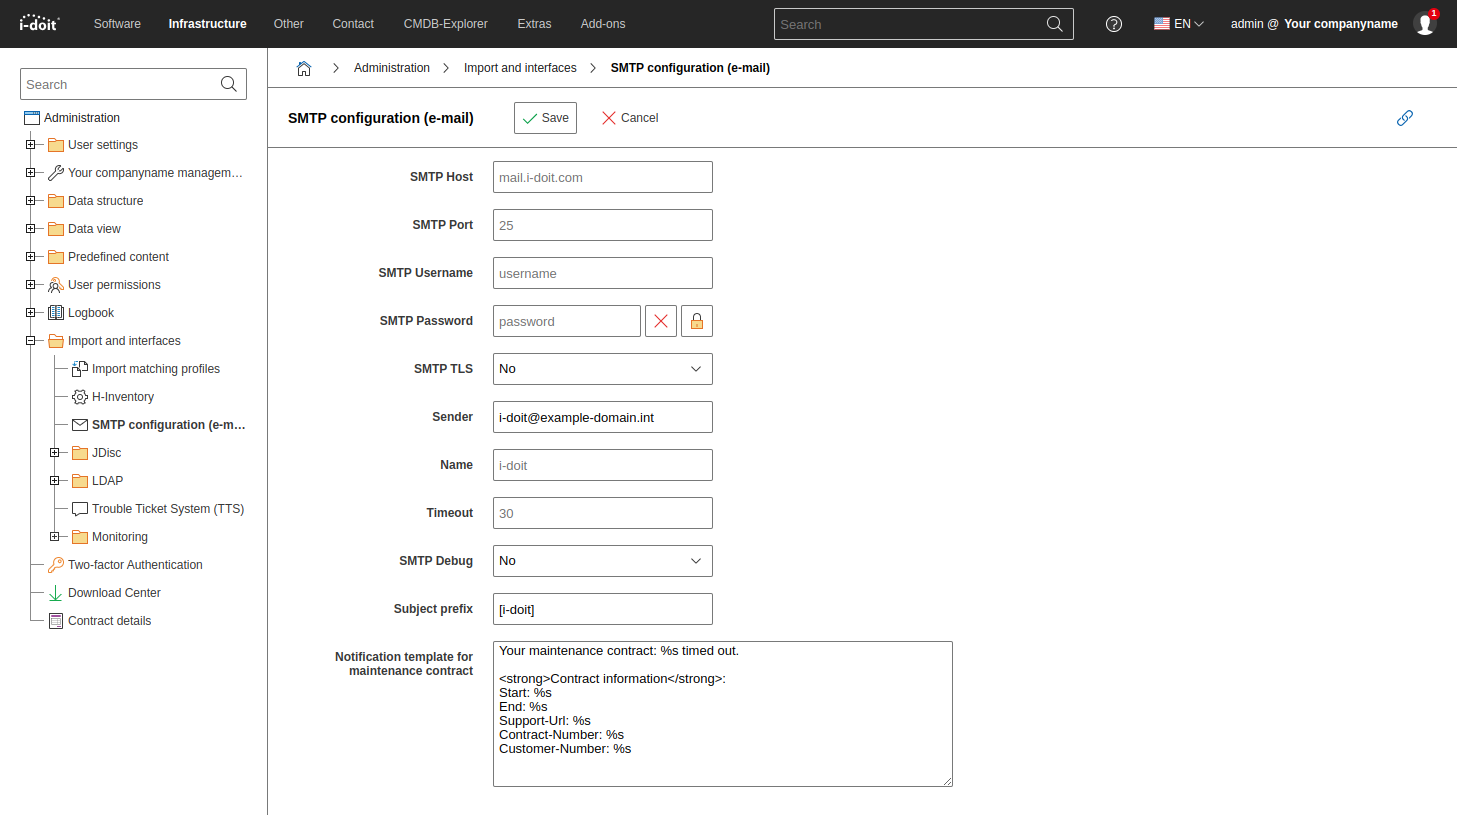 i-doit
Software
Infrastructure
Other
Contact
CMDB-Explorer
Extras
Add-ons
Search
EN
admin @ Your companyname
1
Search
Administration
User settings
Your companyname managem...
Data structure
Data view
Predefined content
User permissions
Logbook
Import and interfaces
Import matching profiles
H-Inventory
SMTP configuration (e-m...
JDisc
LDAP
Trouble Ticket System (TTS)
Monitoring
Two-factor Authentication
Download Center
Contract details
Administration
Import and interfaces
SMTP configuration (e-mail)
SMTP configuration (e-mail)
Save
Cancel
SMTP Host
mail.i-doit.com
SMTP Port
25
SMTP Username
username
SMTP Password
password
SMTP TLS
No
Sender
i-doit@example-domain.int
Name
i-doit
Timeout
30
SMTP Debug
No
Subject prefix
[i-doit]
Notification template for
maintenance contract
Your maintenance contract: %s timed out.
<strong>Contract information</strong>:
Start: %s
End: %s
Support-Url: %s
Contract-Number: %s
Customer-Number: %s